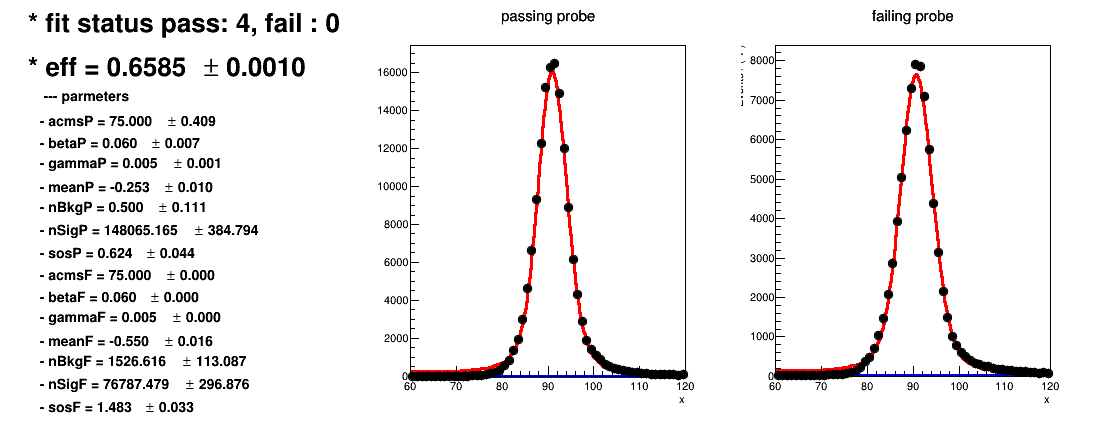 * fit status pass: 4, fail : 0
* eff = 0.6585 ± 0.0010
--- parmeters
- acmsP = 75.000 ± 0.409
- betaP = 0.060 ± 0.007
- gammaP = 0.005 ± 0.001
- meanP = -0.253 ± 0.010
- nBkgP = 0.500 ± 0.111
- nSigP = 148065.165 ± 384.794
- sosP = 0.624 ± 0.044
- acmsF = 75.000 ± 0.000
- betaF = 0.060 ± 0.000
- gammaF = 0.005 ± 0.000
- meanF = -0.550 ± 0.016
- nBkgF = 1526.616 ± 113.087
- nSigF = 76787.479 ± 296.876
- sosF = 1.483 ± 0.033
passing probe
16000
14000
12000
10000
8000
6000
4000
2000
0
60 70 80 90 100 110 120
x
failing probe
8000
7000
6000
5000
4000
3000
2000
1000
0
60 70 80 90 100 110 120
x